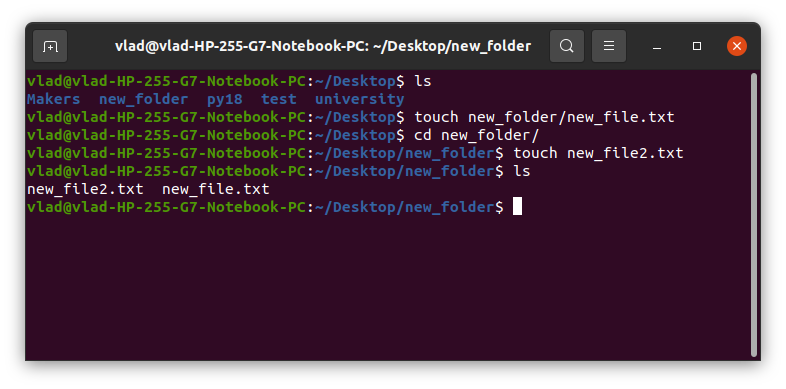 vlad@vlad-HP-255-G7-Notebook-PC: ~/Desktop/new_folder
vlad@vlad-HP-255-G7-Notebook-PC:~/Desktop$ ls
Makers  new_folder  py18  test  university
vlad@vlad-HP-255-G7-Notebook-PC:~/Desktop$ touch new_folder/new_file.txt
vlad@vlad-HP-255-G7-Notebook-PC:~/Desktop$ cd new_folder/
vlad@vlad-HP-255-G7-Notebook-PC:~/Desktop/new_folder$ touch new_file2.txt
vlad@vlad-HP-255-G7-Notebook-PC:~/Desktop/new_folder$ ls
new_file2.txt  new_file.txt
vlad@vlad-HP-255-G7-Notebook-PC:~/Desktop/new_folder$